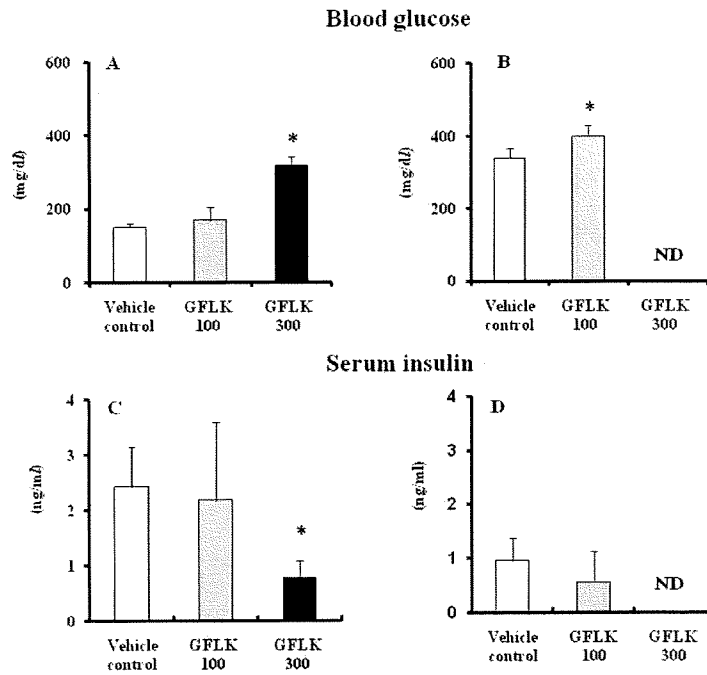 Blood glucose
A
600
400
200
0
(mg/dl)
*
Vehicle control
GFLK 100
GFLK 300
B
600
400
200
0
(mg/dl)
*
ND
Vehicle control
GFLK 100
GFLK 300
Serum insulin
C
4
3
2
1
0
(ng/ml)
*
Vehicle control
GFLK 100
GFLK 300
D
4
3
2
1
0
(ng/ml)
ND
Vehicle control
GFLK 100
GFLK 300